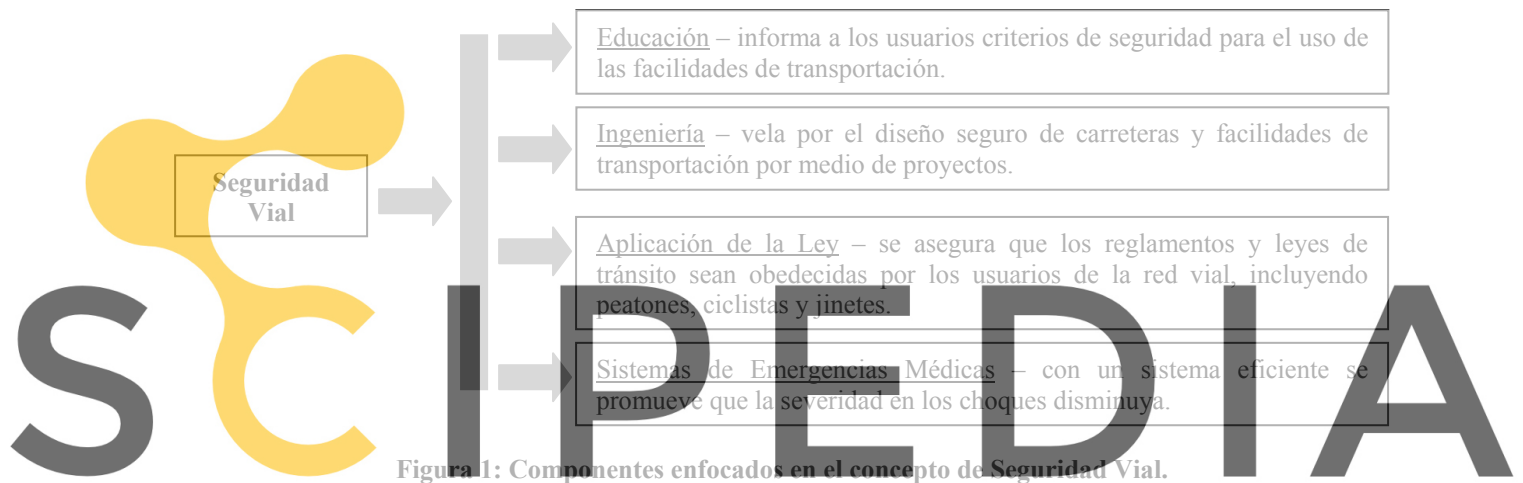 Educación – informa a los usuarios criterios de seguridad para el uso de
las facilidades de transportación.
Ingeniería – vela por el diseño seguro de carreteras y facilidades de
transportación por medio de proyectos.
Seguridad
Vial
Aplicación de la Ley – se asegura que los reglamentos y leyes de
tránsito sean obedecidas por los usuarios de la red vial, incluyendo
peatones, ciclistas y jinetes.
Sistemas de Emergencias Médicas – con un sistema eficiente se
promueve que la severidad en los choques disminuya.
SCIPEDIA
Figura 1: Componentes enfocados en el concepto de Seguridad Vial.